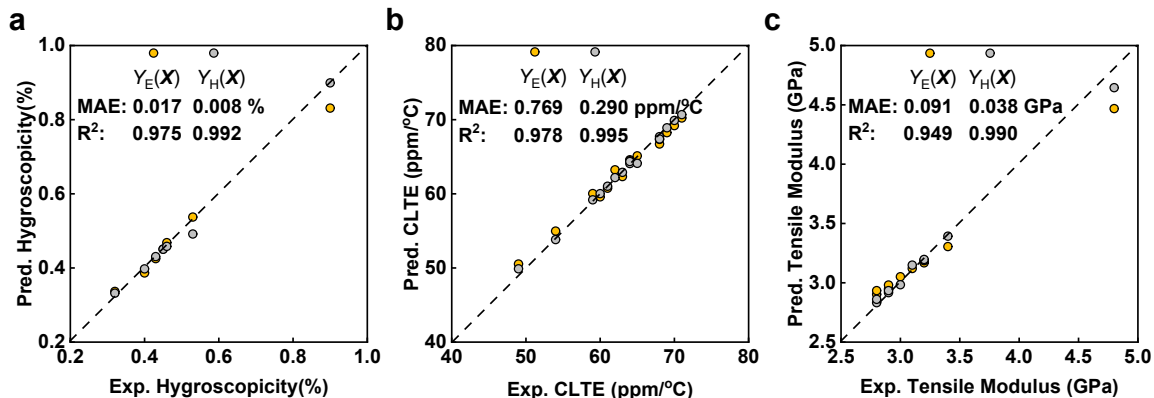 a
1.0
0.8
0.6
0.4
0.2
0.2 0.4 0.6 0.8 1.0
Pred. Hygroscopicity(%)
Exp. Hygroscopicity(%)
Y_E(X) Y_H(X)
MAE: 0.017 0.008 %
R²: 0.975 0.992
b
80
70
60
50
40
40 50 60 70 80
Pred. CLTE (ppm/ºC)
Exp. CLTE (ppm/ºC)
Y_E(X) Y_H(X)
MAE: 0.769 0.290 ppm/ºC
R²: 0.978 0.995
c
5.0
4.5
4.0
3.5
3.0
2.5
2.5 3.0 3.5 4.0 4.5 5.0
Pred. Tensile Modulus (GPa)
Exp. Tensile Modulus (GPa)
Y_E(X) Y_H(X)
MAE: 0.091 0.038 GPa
R²: 0.949 0.990